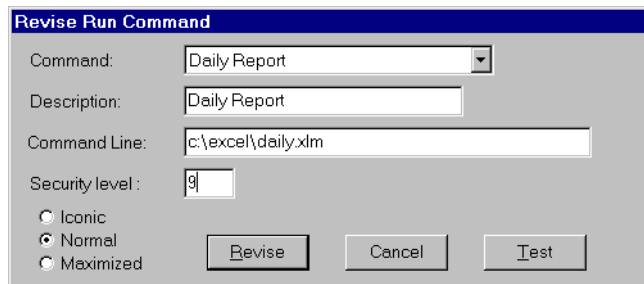 Revise Run Command
Command: Daily Report
Description: Daily Report
Command Line: c:\excel\daily.xlm
Security level : 9
Iconic
Normal
Maximized
Revise Cancel Test